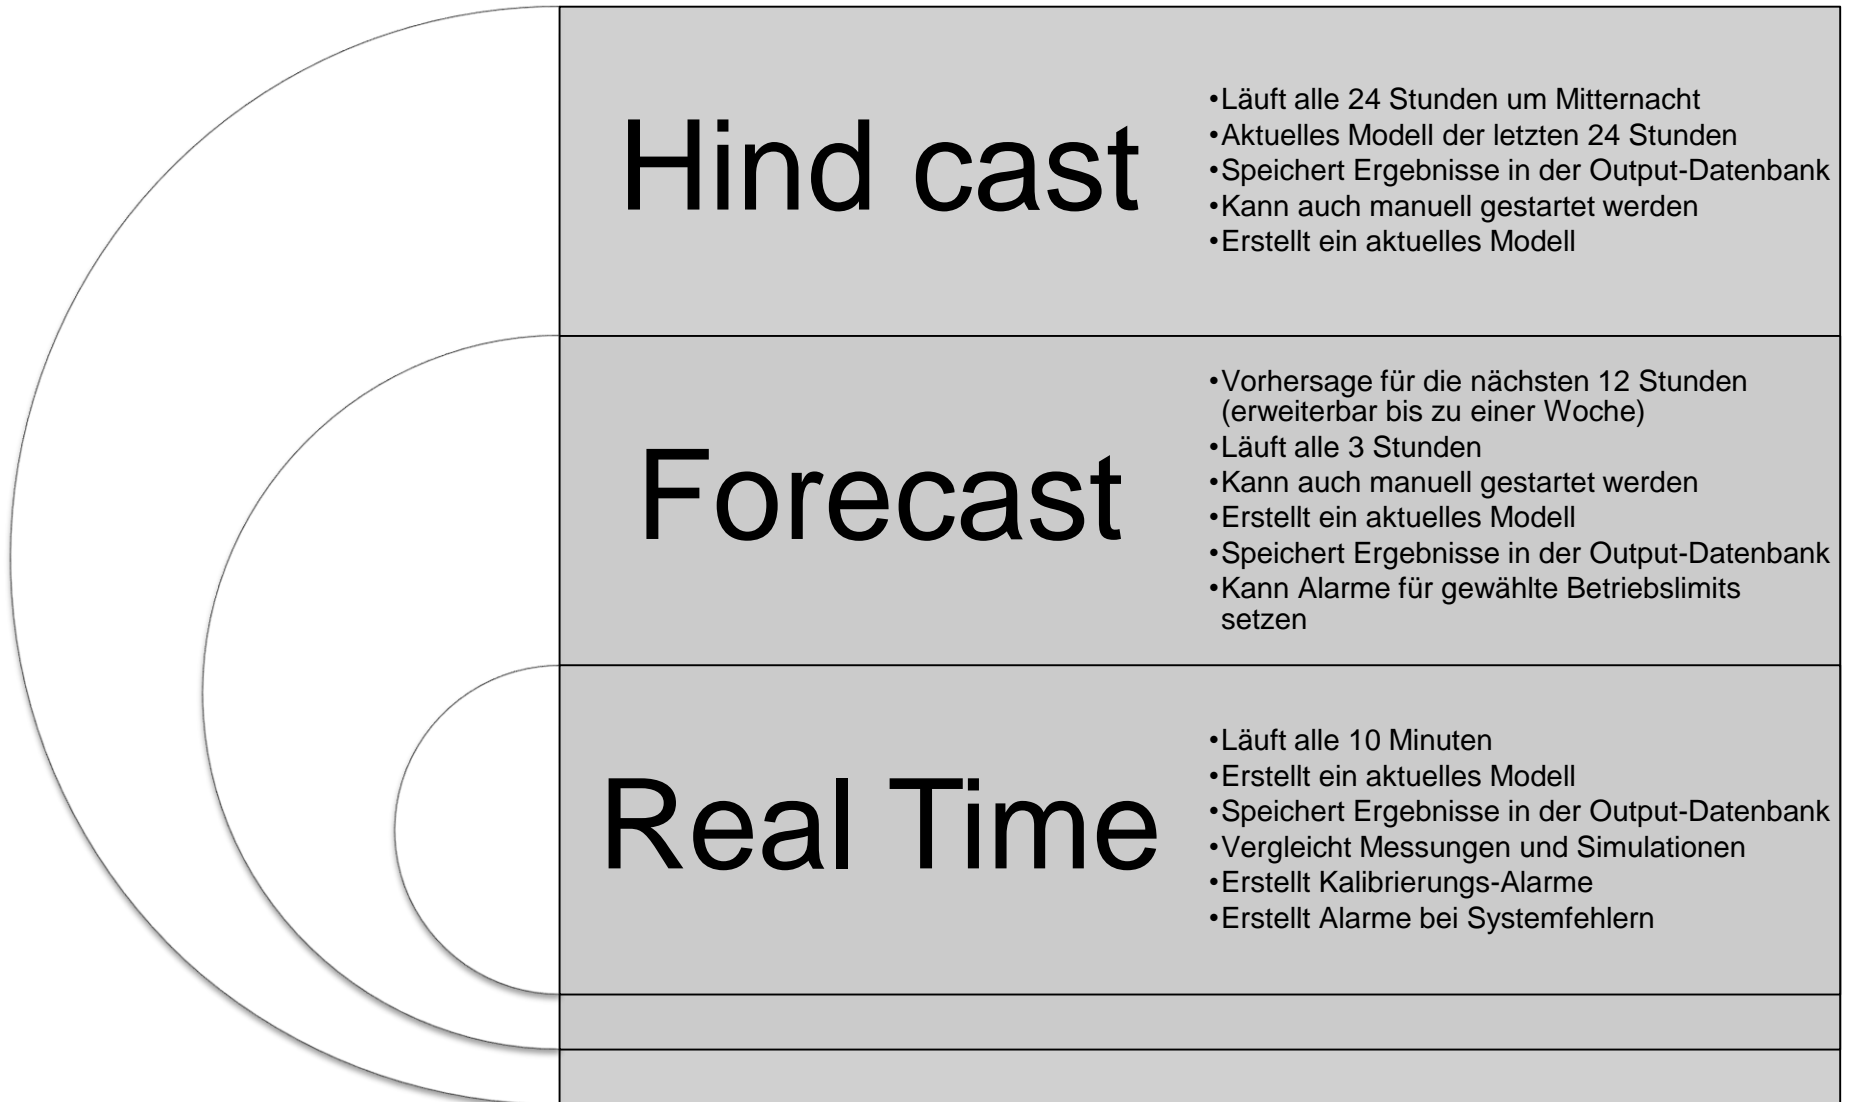 Hind cast
•Läuft alle 24 Stunden um Mitternacht
•Aktuelles Modell der letzten 24 Stunden
•Speichert Ergebnisse in der Output-Datenbank
•Kann auch manuell gestartet werden
•Erstellt ein aktuelles Modell
Forecast
•Vorhersage für die nächsten 12 Stunden
(erweiterbar bis zu einer Woche)
•Läuft alle 3 Stunden
•Kann auch manuell gestartet werden
•Erstellt ein aktuelles Modell
•Speichert Ergebnisse in der Output-Datenbank
•Kann Alarme für gewählte Betriebslimits
setzen
Real Time
•Läuft alle 10 Minuten
•Erstellt ein aktuelles Modell
•Speichert Ergebnisse in der Output-Datenbank
•Vergleicht Messungen und Simulationen
•Erstellt Kalibrierungs-Alarme
•Erstellt Alarme bei Systemfehlern